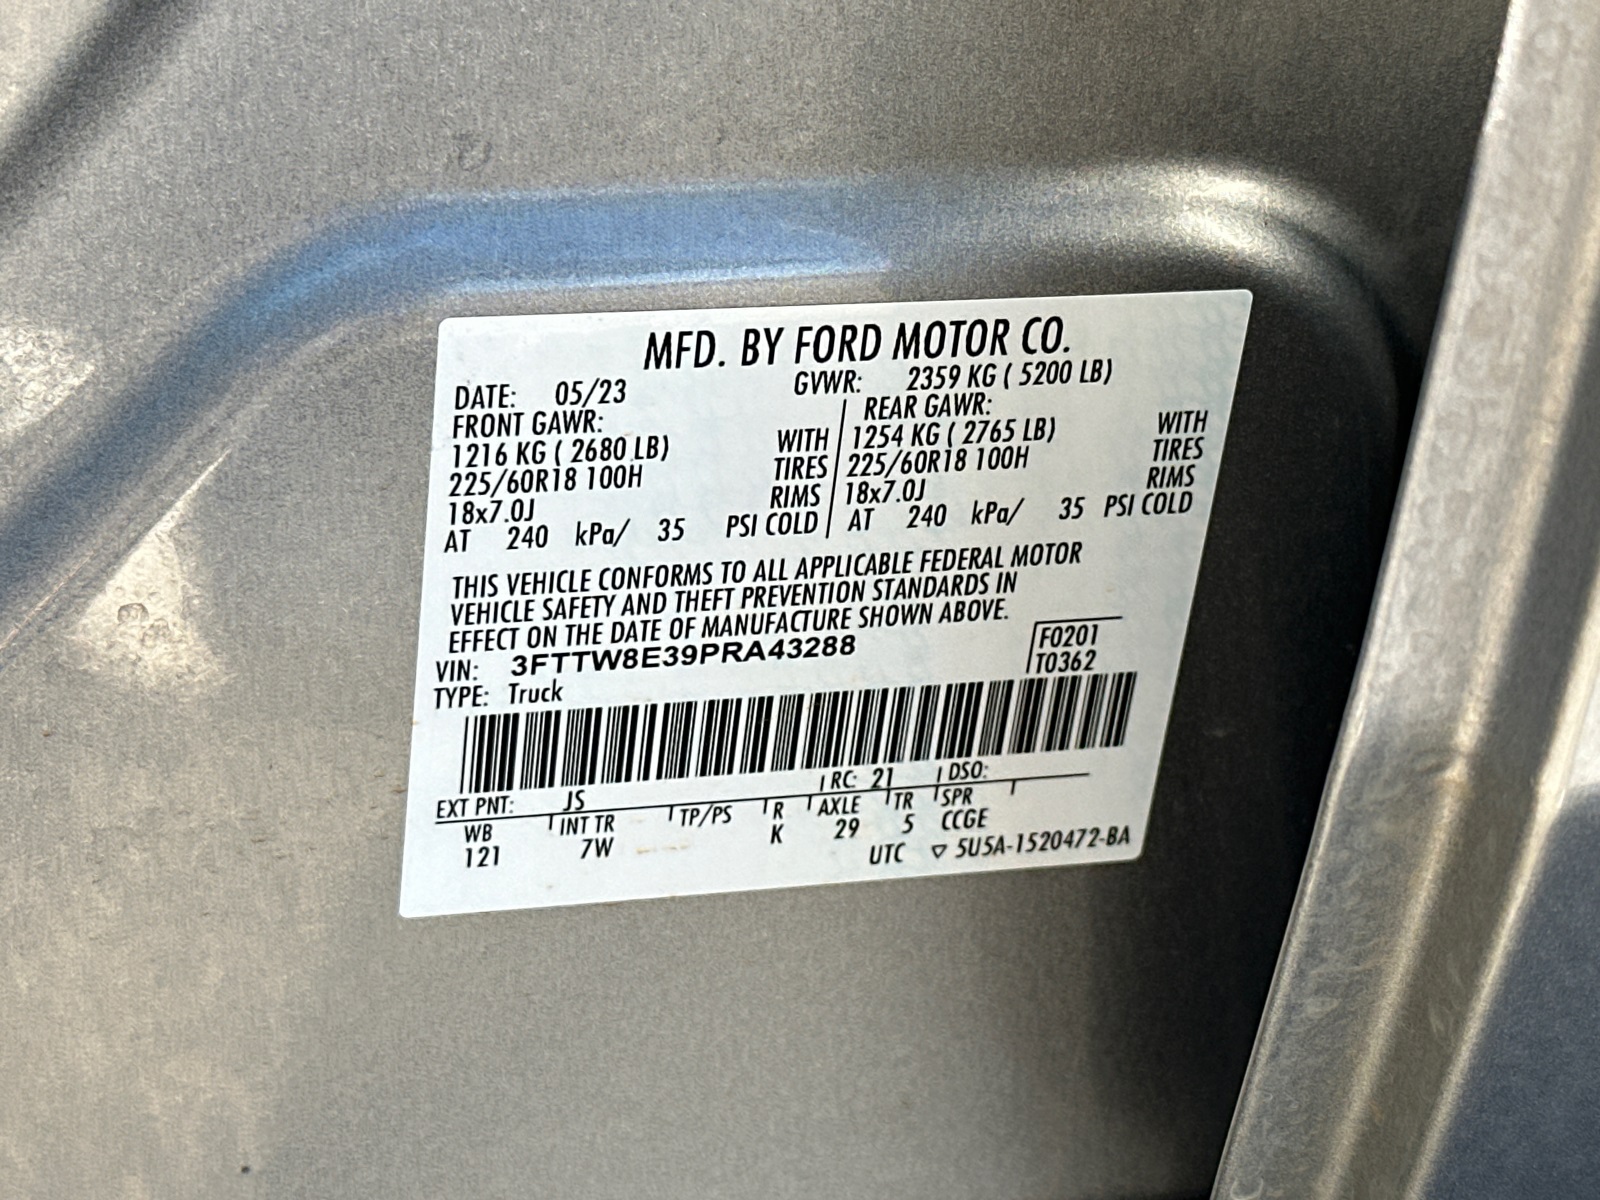 MFD. BY FORD MOTOR CO.
DATE: 05/23 GVWR: 2359 KG ( 5200 LB)
FRONT GAWR: REAR GAWR:
1216 KG ( 2680 LB) WITH 1254 KG ( 2765 LB) WITH
225/60R18 100H TIRES 225/60R18 100H TIRES
18x7.0J RIMS 18x7.0J RIMS
AT 240 kPa/ 35 PSI COLD AT 240 kPa/ 35 PSI COLD
THIS VEHICLE CONFORMS TO ALL APPLICABLE FEDERAL MOTOR
VEHICLE SAFETY AND THEFT PREVENTION STANDARDS IN
EFFECT ON THE DATE OF MANUFACTURE SHOWN ABOVE.
VIN: 3FTTW8E39PRA43288 F0201
TYPE: Truck T0362
EXT PNT: JS RC: 21 DSO:
WB INT TR TP/PS R AXLE TR SPR
121 7W K 29 5 CCGE
UTC ▽ 5U5A-1520472-BA